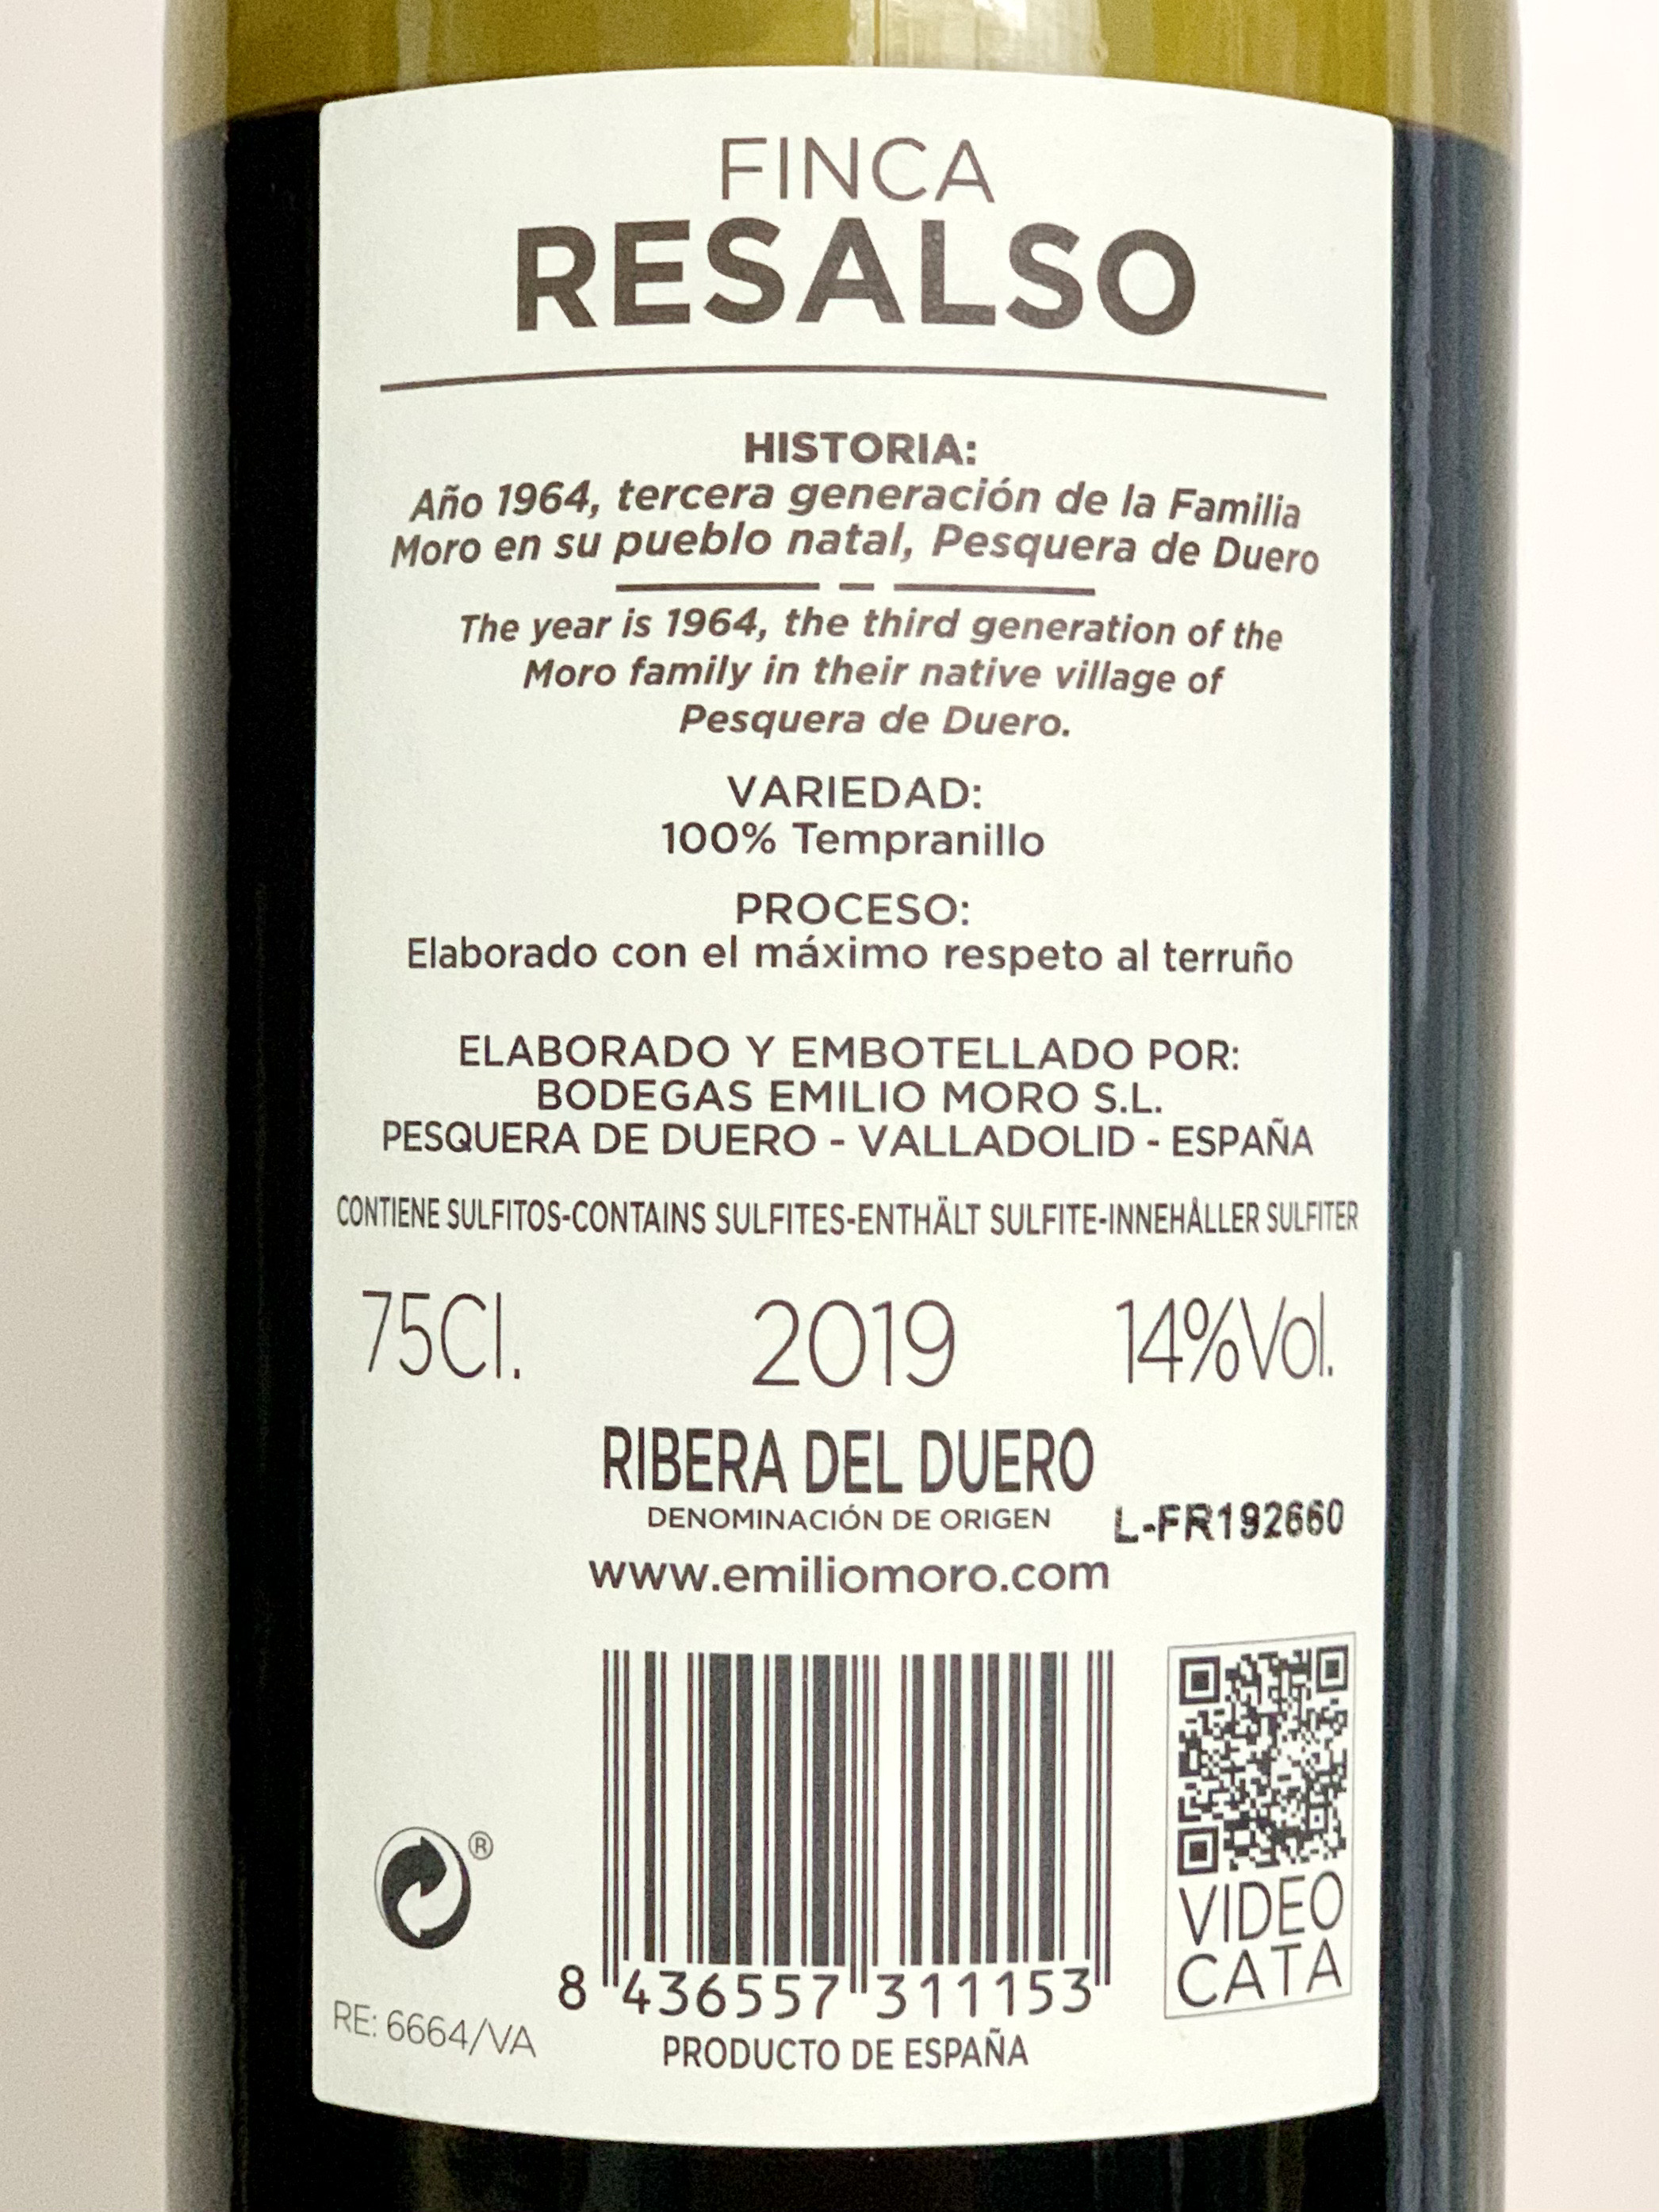 FINCA
RESALSO
HISTORIA:
Año 1964, tercera generación de la Familia
Moro en su pueblo natal, Pesquera de Duero
The year is 1964, the third generation of the
Moro family in their native village of
Pesquera de Duero.
VARIEDAD:
100% Tempranillo
PROCESO:
Elaborado con el máximo respeto al terruño
ELABORADO Y EMBOTELLADO POR:
BODEGAS EMILIO MORO S.L.
PESQUERA DE DUERO - VALLADOLID - ESPAÑA
CONTIENE SULFITOS-CONTAINS SULFITES-ENTHÄLT SULFITE-INNEHÅLLER SULFITER
75Cl. 2019 14%Vol.
RIBERA DEL DUERO
DENOMINACIÓN DE ORIGEN L-FR192660
www.emiliomoro.com
®
VIDEO
CATA
8 436557 311153
RE: 6664/VA
PRODUCTO DE ESPAÑA